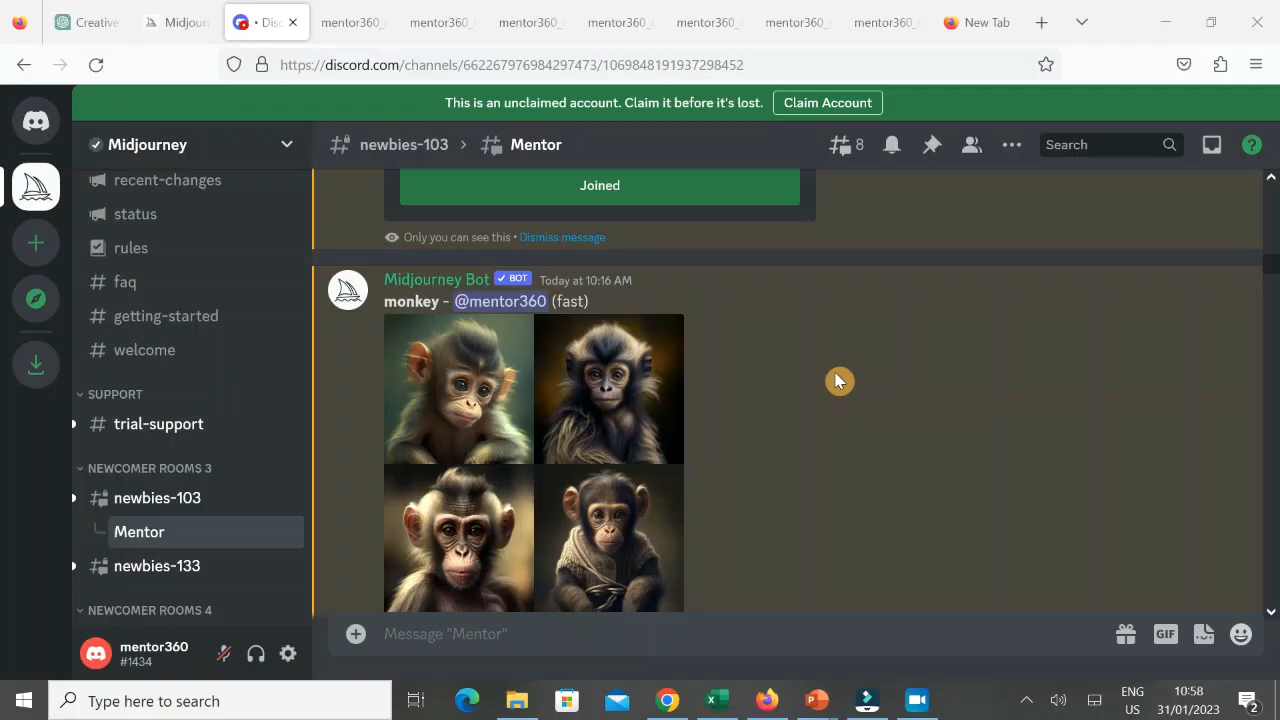 Creative
Midjour
Disc
mentor360_
mentor360_
mentor360_
mentor360_
mentor360_
mentor360_
mentor360_
New Tab
https://discord.com/channels/662267976984297473/1069848191937298452
This is an unclaimed account. Claim it before it's lost.
Claim Account
Midjourney
newbies-103 > Mentor
8
Search
recent-changes
status
rules
faq
getting-started
welcome
SUPPORT
trial-support
NEWCOMER ROOMS 3
newbies-103
Mentor
newbies-133
NEWCOMER ROOMS 4
mentor360
#1434
Joined
Only you can see this • Dismiss message
Midjourney Bot ✓ BOT Today at 10:16 AM
monkey - @mentor360 (fast)
Message "Mentor"
GIF
Type here to search
ENG
IN
10:58
31/01/2023
2